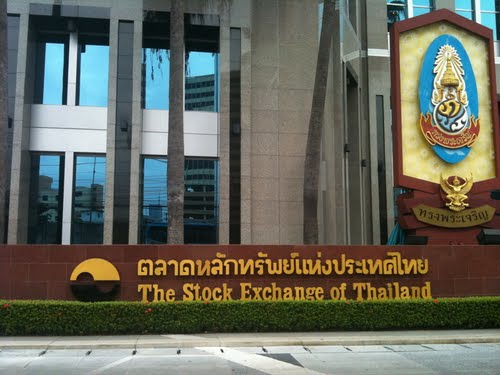 ตลาดหลักทรัพย์แห่งประเทศไทย
The Stock Exchange of Thailand
ทรงพระเจริญ